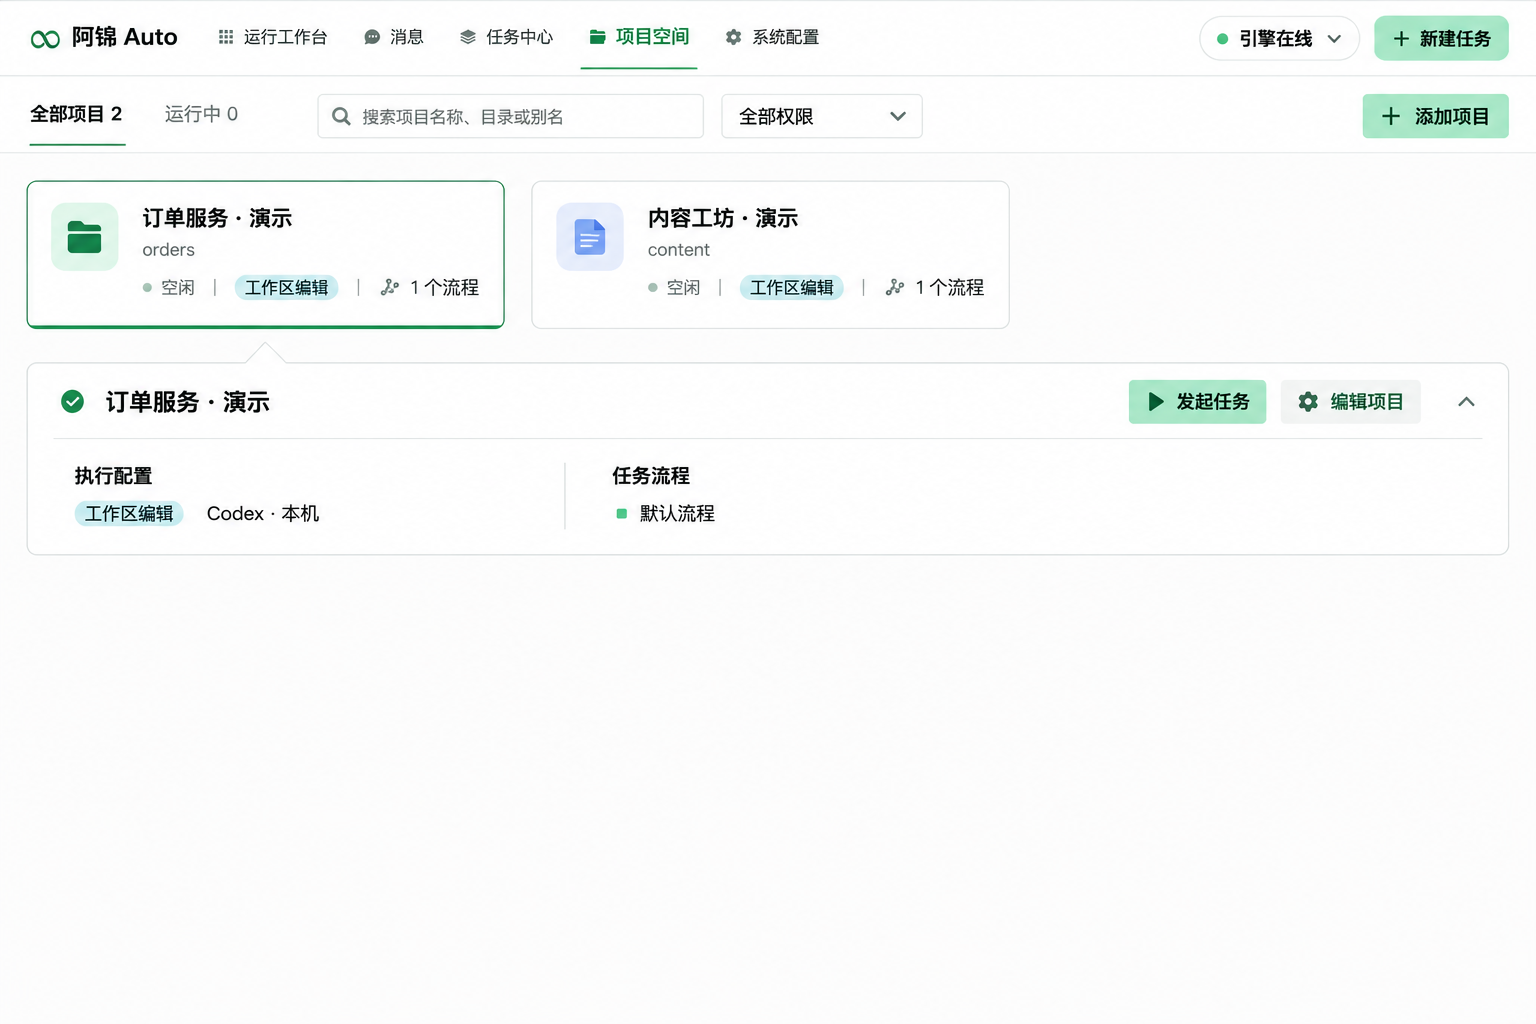 阿锦 Auto 运行工作台 消息 任务中心 项目空间 系统配置 引擎在线 新建任务
全部项目 2 运行中 0 搜索项目名称、目录或别名 全部权限 添加项目
订单服务 · 演示
orders
空闲 | 工作区编辑 | 1 个流程
内容工坊 · 演示
content
空闲 | 工作区编辑 | 1 个流程
订单服务 · 演示 发起任务 编辑项目
执行配置
工作区编辑 Codex · 本机
任务流程
默认流程